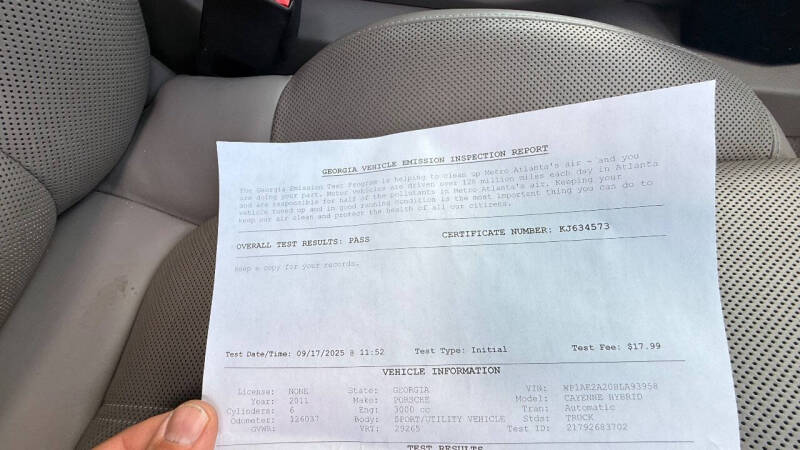 GEORGIA VEHICLE EMISSION INSPECTION REPORT
The Georgia Emission Test Program is helping to clean up Metro Atlanta's air - and you
are doing your part. Motor vehicles are driven over 128 million miles each day in Atlanta
and are responsible for half of the pollutants in Metro Atlanta's air. Keeping your
vehicle tuned up and in good running condition is the most important thing you can do to
keep our air clean and protect the health of all our citizens.
OVERALL TEST RESULTS: PASS CERTIFICATE NUMBER: KJ634573
Keep a copy for your records.
Test Date/Time: 09/17/2025 @ 11:52 Test Type: Initial Test Fee: $17.99
VEHICLE INFORMATION
License: NONE State: GEORGIA VIN: WP1AE2A20BLA93958
Year: 2011 Make: PORSCHE Model: CAYENNE HYBRID
Cylinders: 6 Eng: 3000 cc Tran: Automatic
Odometer: 126037 Body: SPORT/UTILITY VEHICLE Stds: TRUCK
GVWR: VRT: 29265 Test ID: 21792683702
TEST RESULTS